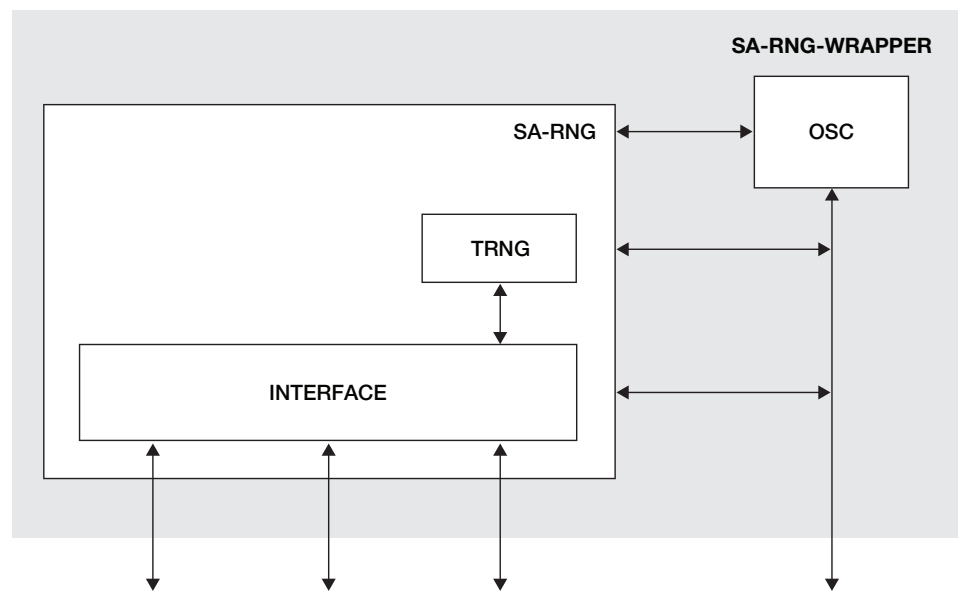 SA-RNG-WRAPPER
SA-RNG
OSC
TRNG
INTERFACE